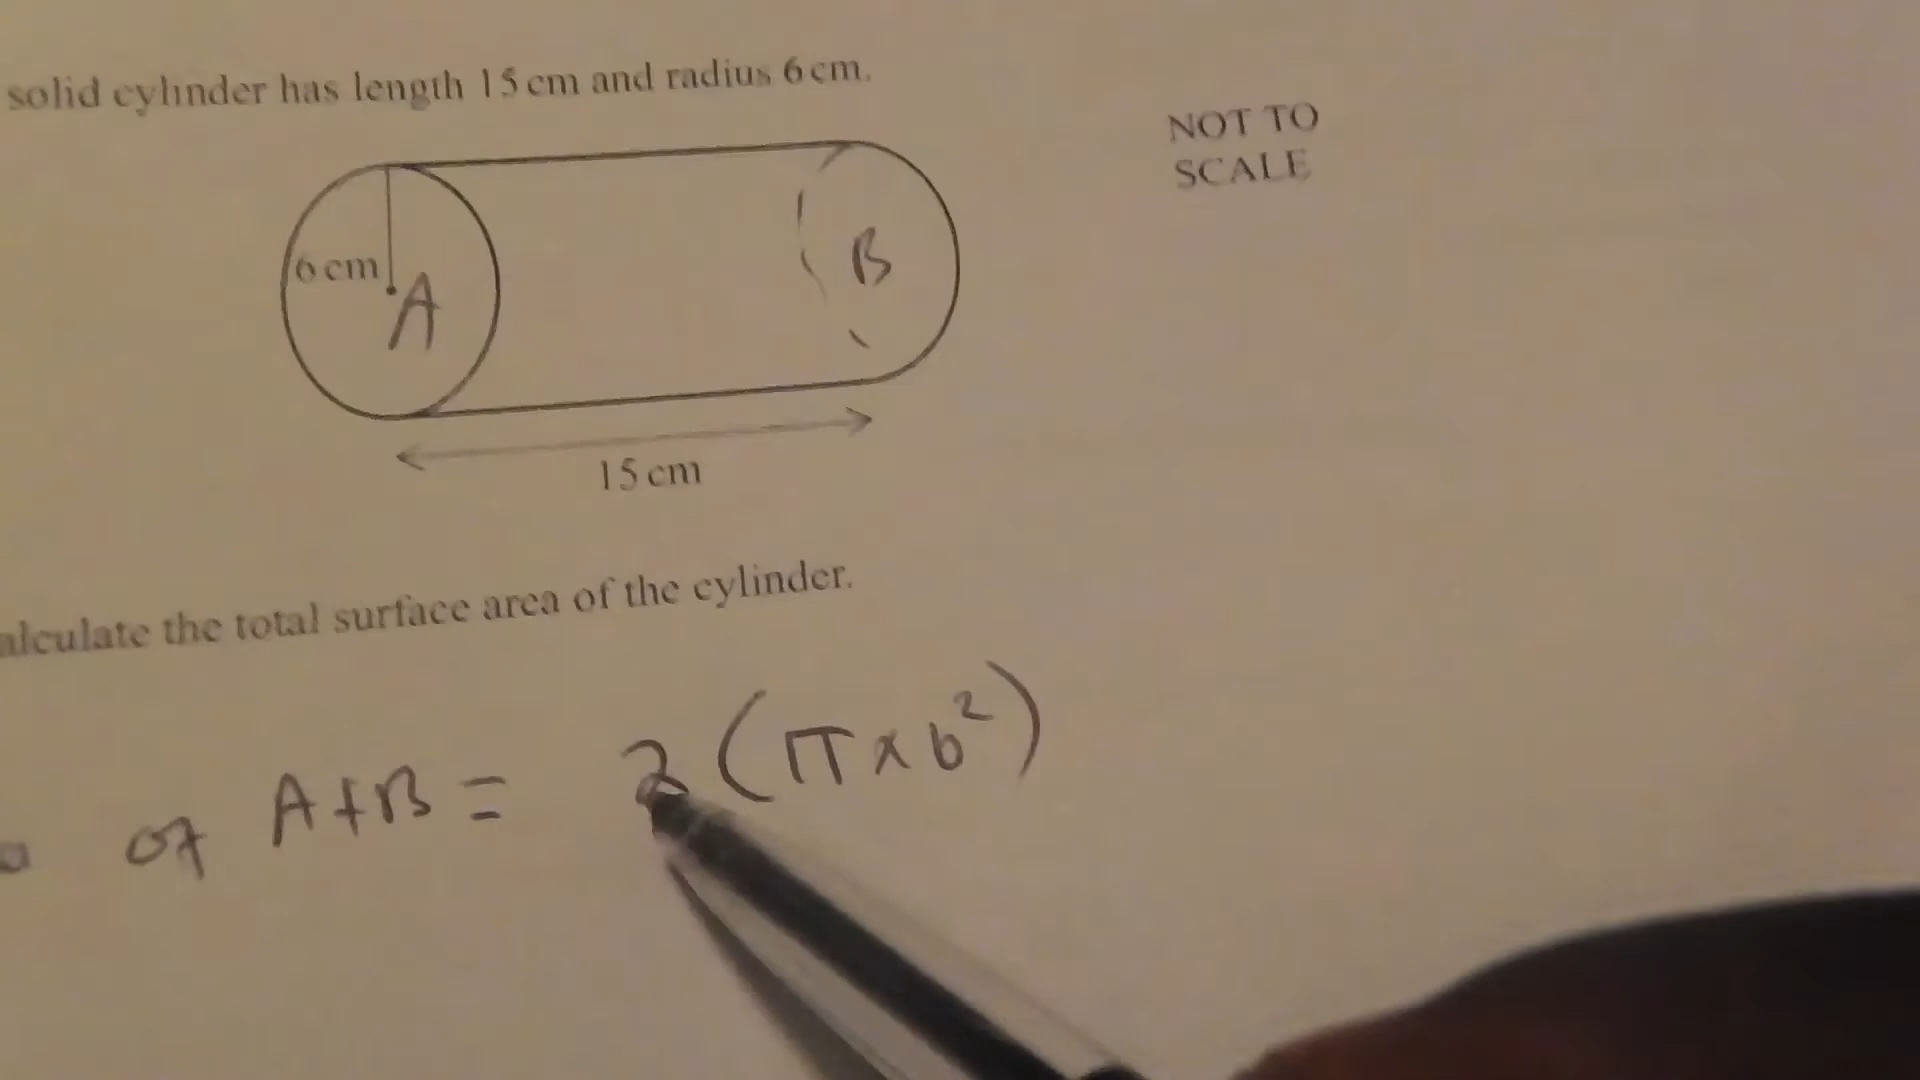 solid cylinder has length 15 cm and radius 6 cm.
NOT TO
SCALE
6 cm
A
B
15 cm
alculate the total surface area of the cylinder.
of A+B = 2 (π x 6²)